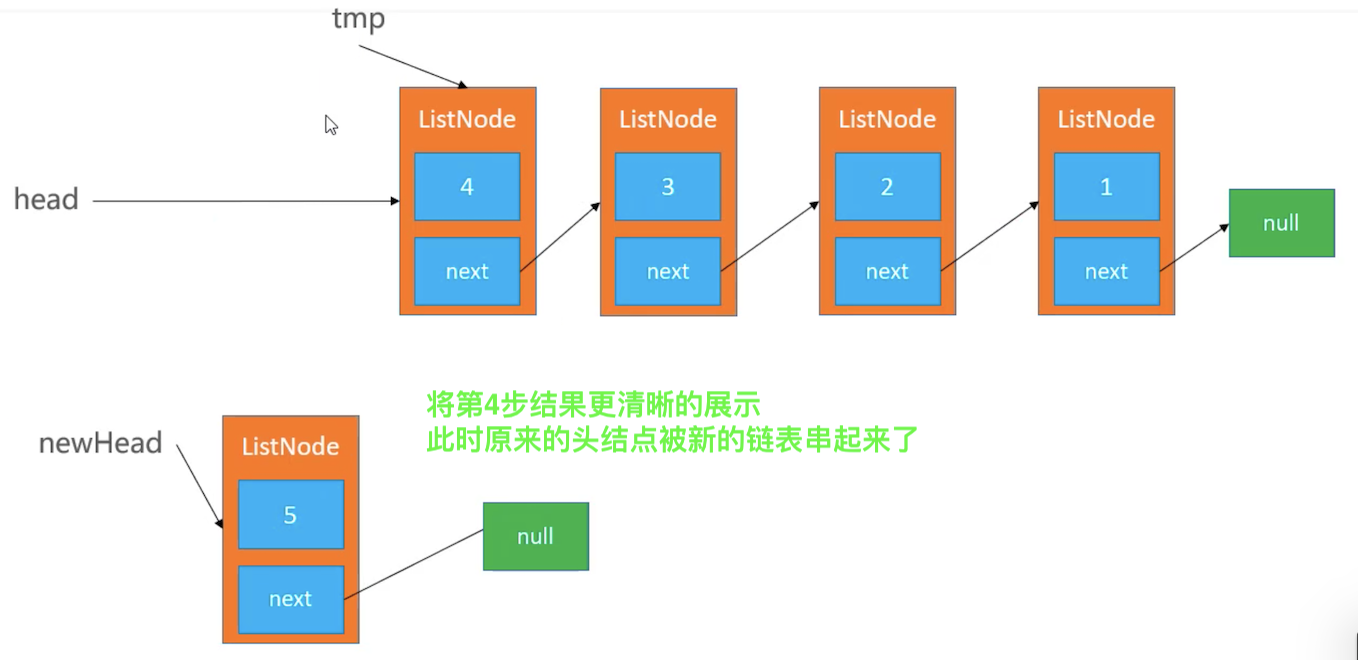 tmp
ListNode ListNode ListNode ListNode
4 3 2 1
head
null
next next next next
将第4步结果更清晰的展示
此时原来的头结点被新的链表串起来了
newHead
ListNode
5
null
next